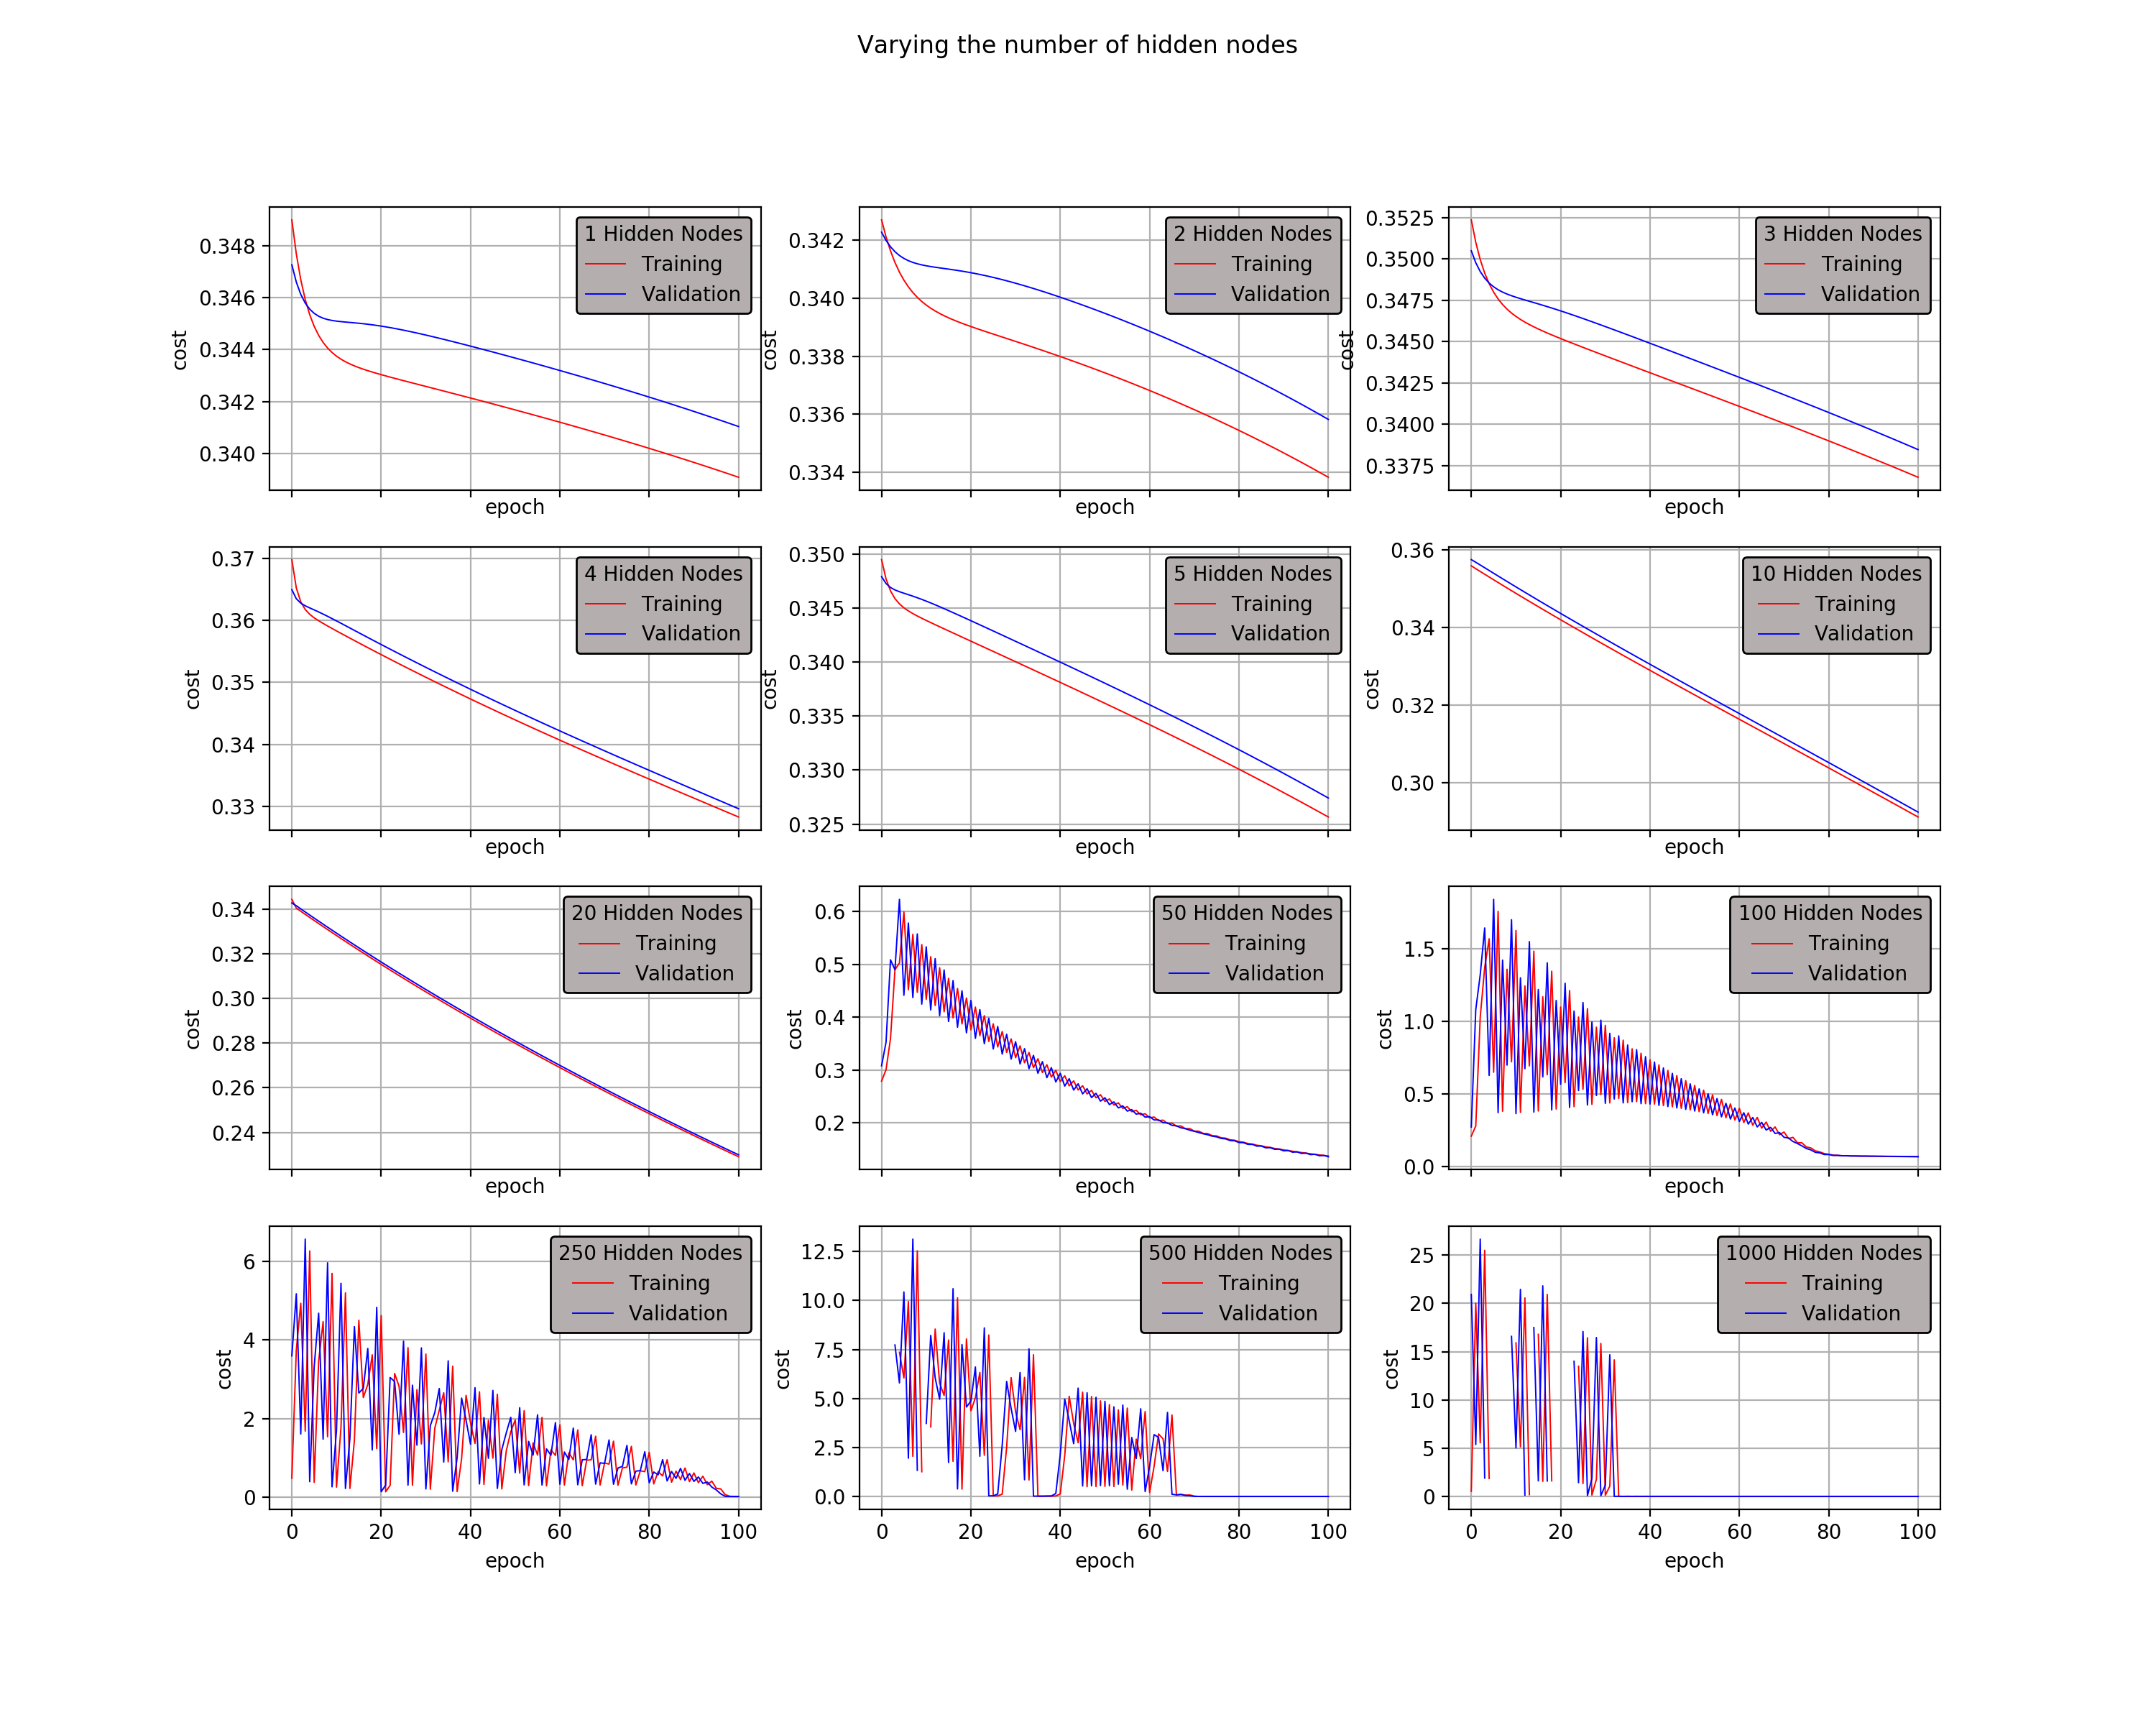 Varying the number of hidden nodes
0.348
0.346
0.344
0.342
0.340
cost
epoch
1 Hidden Nodes
Training
Validation
0.342
0.340
0.338
0.336
0.334
cost
epoch
2 Hidden Nodes
Training
Validation
0.3525
0.3500
0.3475
0.3450
0.3425
0.3400
0.3375
cost
epoch
3 Hidden Nodes
Training
Validation
0.37
0.36
0.35
0.34
0.33
cost
epoch
4 Hidden Nodes
Training
Validation
0.350
0.345
0.340
0.335
0.330
0.325
cost
epoch
5 Hidden Nodes
Training
Validation
0.36
0.34
0.32
0.30
cost
epoch
10 Hidden Nodes
Training
Validation
0.34
0.32
0.30
0.28
0.26
0.24
cost
epoch
20 Hidden Nodes
Training
Validation
0.6
0.5
0.4
0.3
0.2
cost
epoch
50 Hidden Nodes
Training
Validation
1.5
1.0
0.5
0.0
cost
epoch
100 Hidden Nodes
Training
Validation
6
4
2
0
cost
0 20 40 60 80 100
epoch
250 Hidden Nodes
Training
Validation
12.5
10.0
7.5
5.0
2.5
0.0
cost
0 20 40 60 80 100
epoch
500 Hidden Nodes
Training
Validation
25
20
15
10
5
0
cost
0 20 40 60 80 100
epoch
1000 Hidden Nodes
Training
Validation